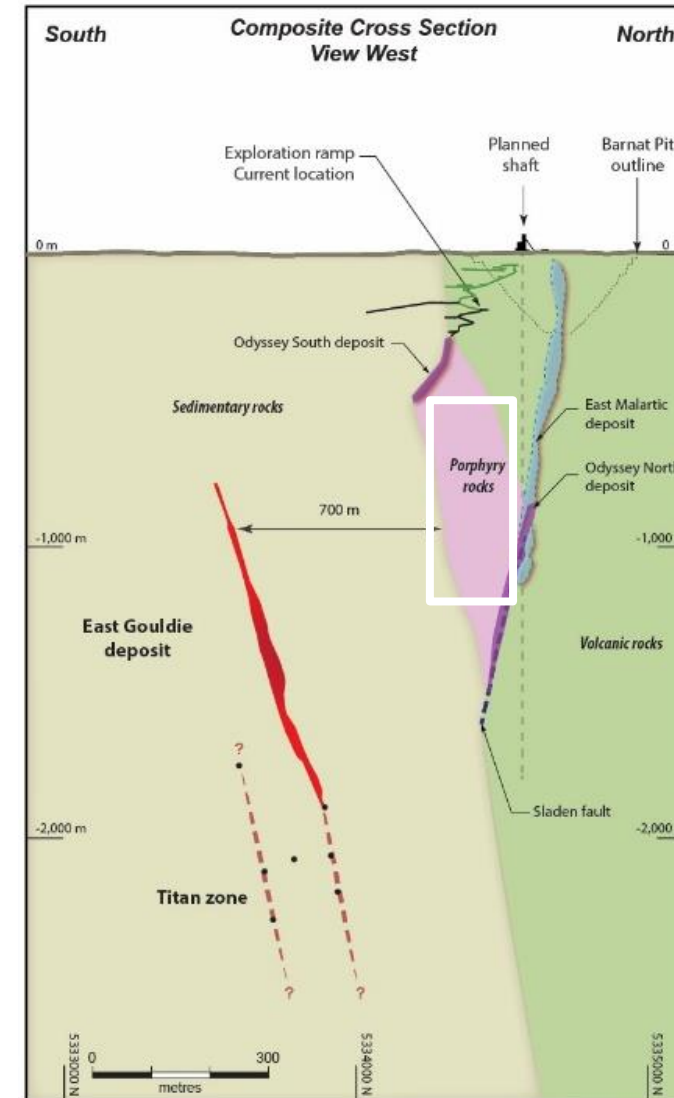 South
Composite Cross Section
View West
North
Exploration ramp
Current location
Planned
shaft
Barnat Pit
outline
0 m
0
Odyssey South deposit
Sedimentary rocks
East Malartic
deposit
Porphyry
rocks
Odyssey North
deposit
700 m
-1,000 m
-1,000
East Gouldie
deposit
Volcanic rocks
?
Sladen fault
-2,000 m
-2,000
Titan zone
?
?
5333000 N
0
300
metres
5334000 N
5335000 N